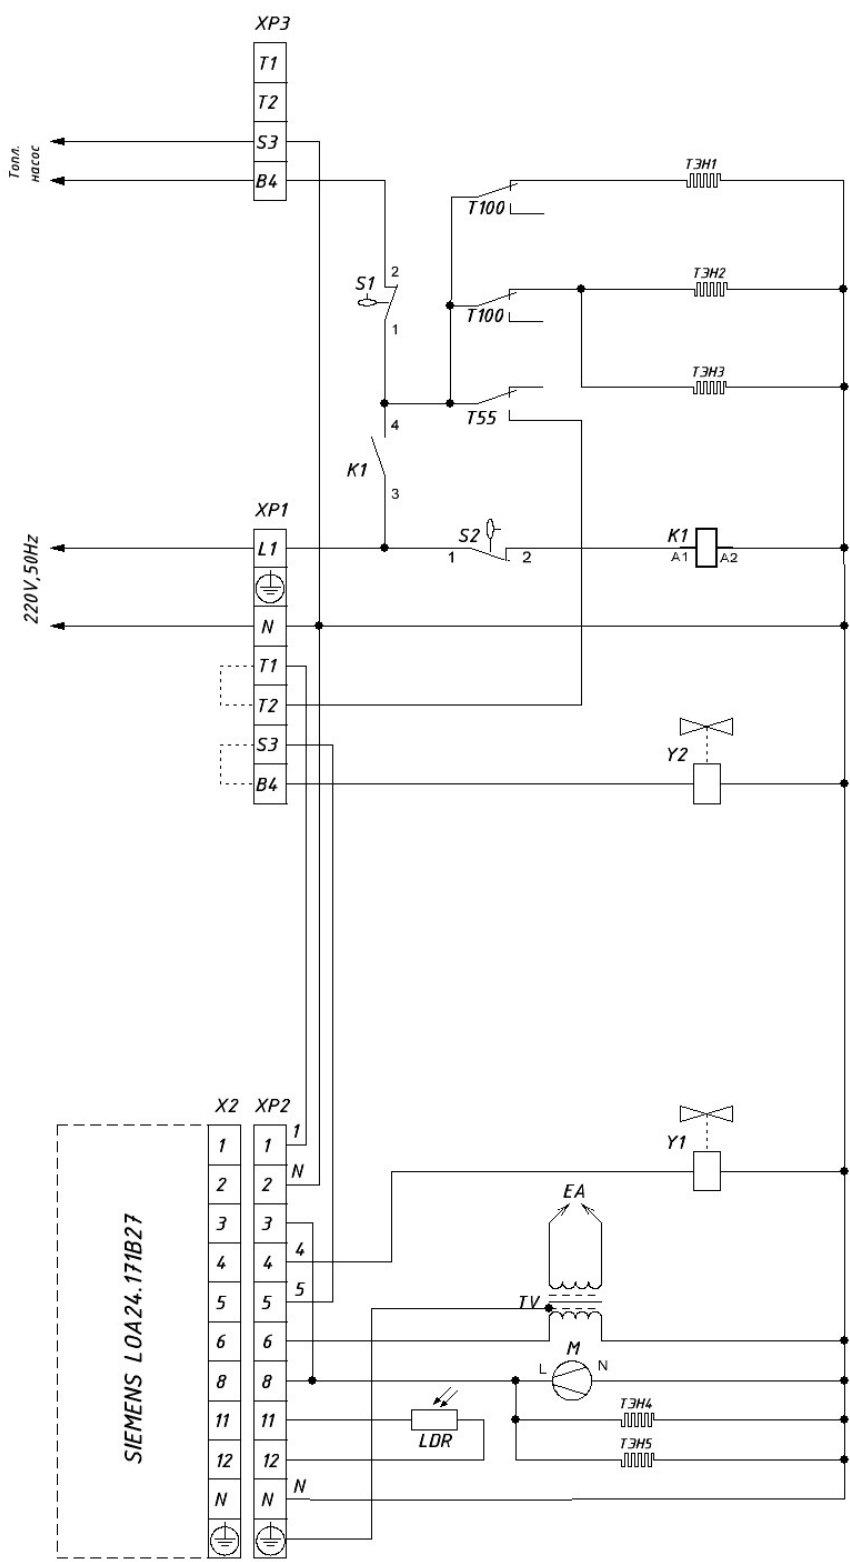 XP3
T1
T2
S3
B4
Топл.
насос
ТЭН1
T100
ТЭН2
T100
ТЭН3
T55
S1
2
1
4
K1
3
XP1
L1
N
T1
T2
S3
B4
220V,50Hz
S2
1
2
K1
A1
A2
Y2
X2
XP2
1
1
1
2
2
N
3
3
4
4
4
5
5
5
6
6
8
8
11
11
12
12
N
N
N
SIEMENS LOA24.171B27
Y1
EA
TV
M
L
N
LDR
ТЭН4
ТЭН5